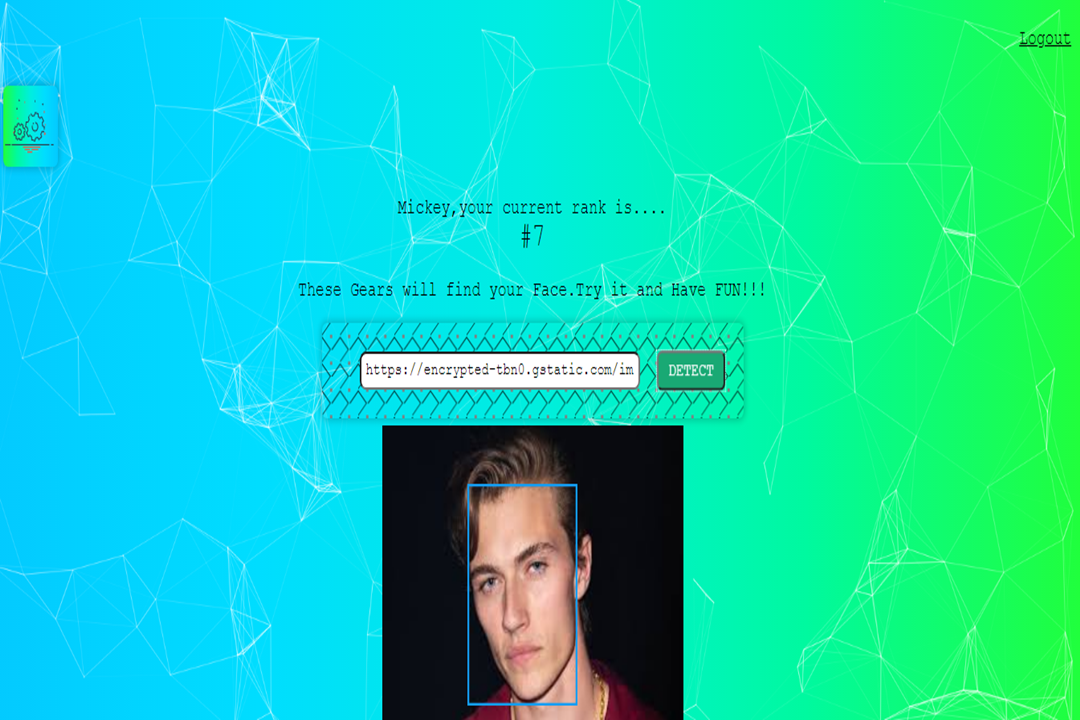 Logout
Mickey,your current rank is....
#7
These Gears will find your Face.Try it and Have FUN!!!
https://encrypted-tbn0.gstatic.com/im
DETECT